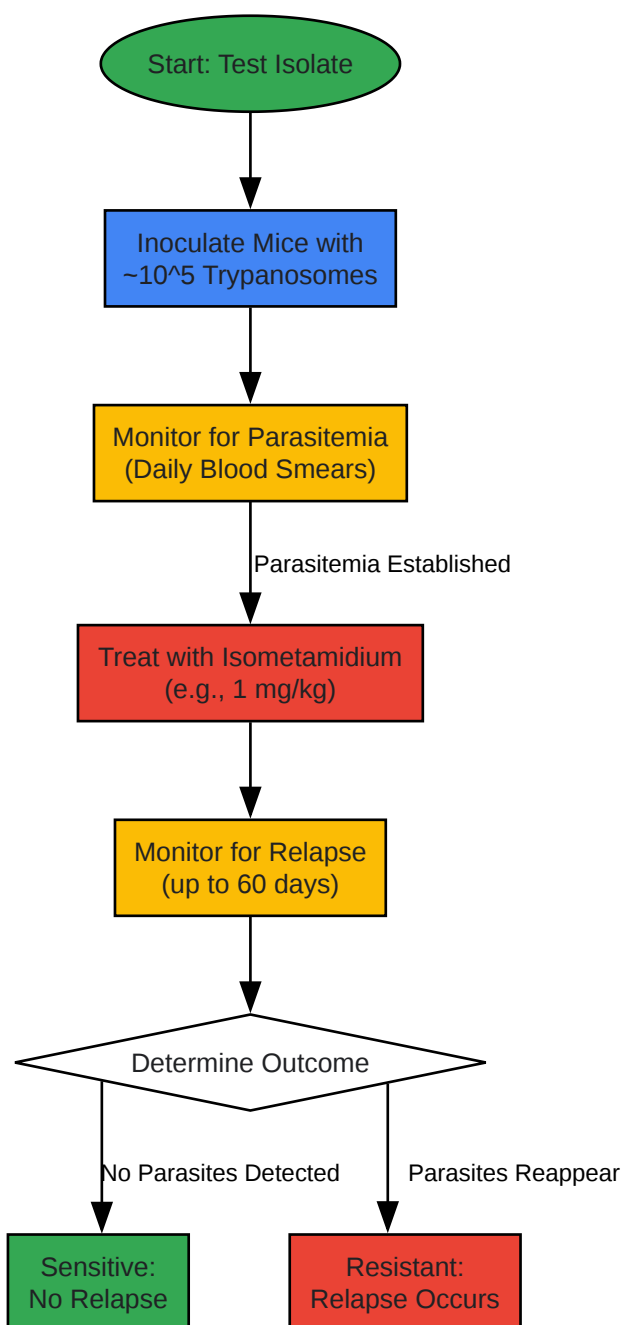 Start: Test Isolate
Inoculate Mice with
~10^5 Trypanosomes
Monitor for Parasitemia
(Daily Blood Smears)
Parasitemia Established
Treat with Isometamidium
(e.g., 1 mg/kg)
Monitor for Relapse
(up to 60 days)
Determine Outcome
No Parasites Detected
Parasites Reappear
Sensitive:
No Relapse
Resistant:
Relapse Occurs